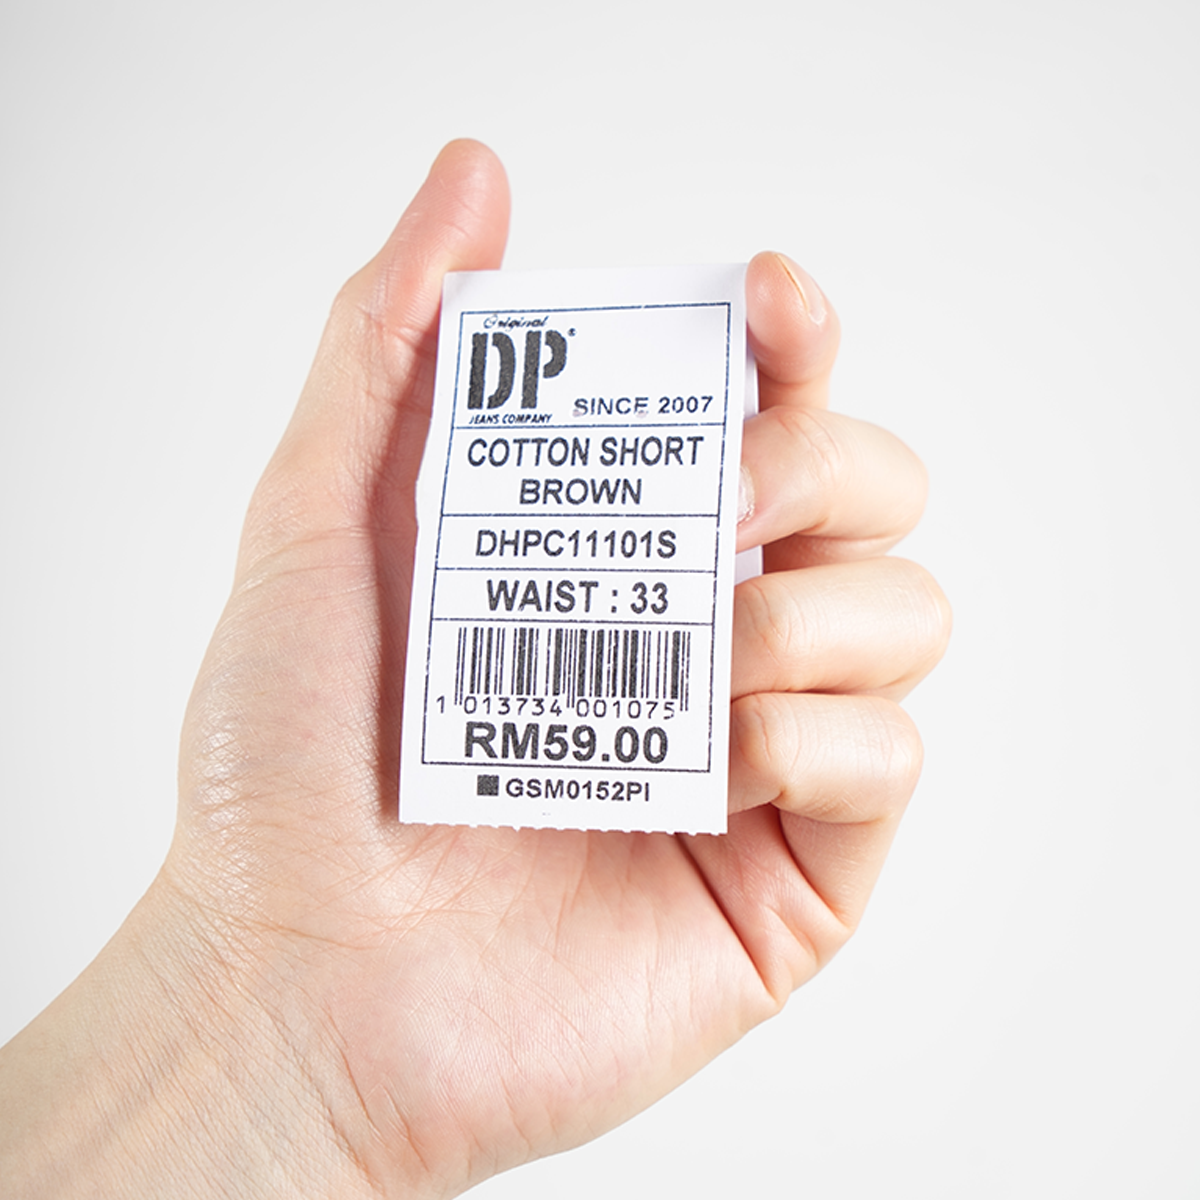 Original
DP®
JEANS COMPANY
SINCE 2007
COTTON SHORT
BROWN
DHPC11101S
WAIST : 33
1 013734 001075
RM59.00
GSM0152PI